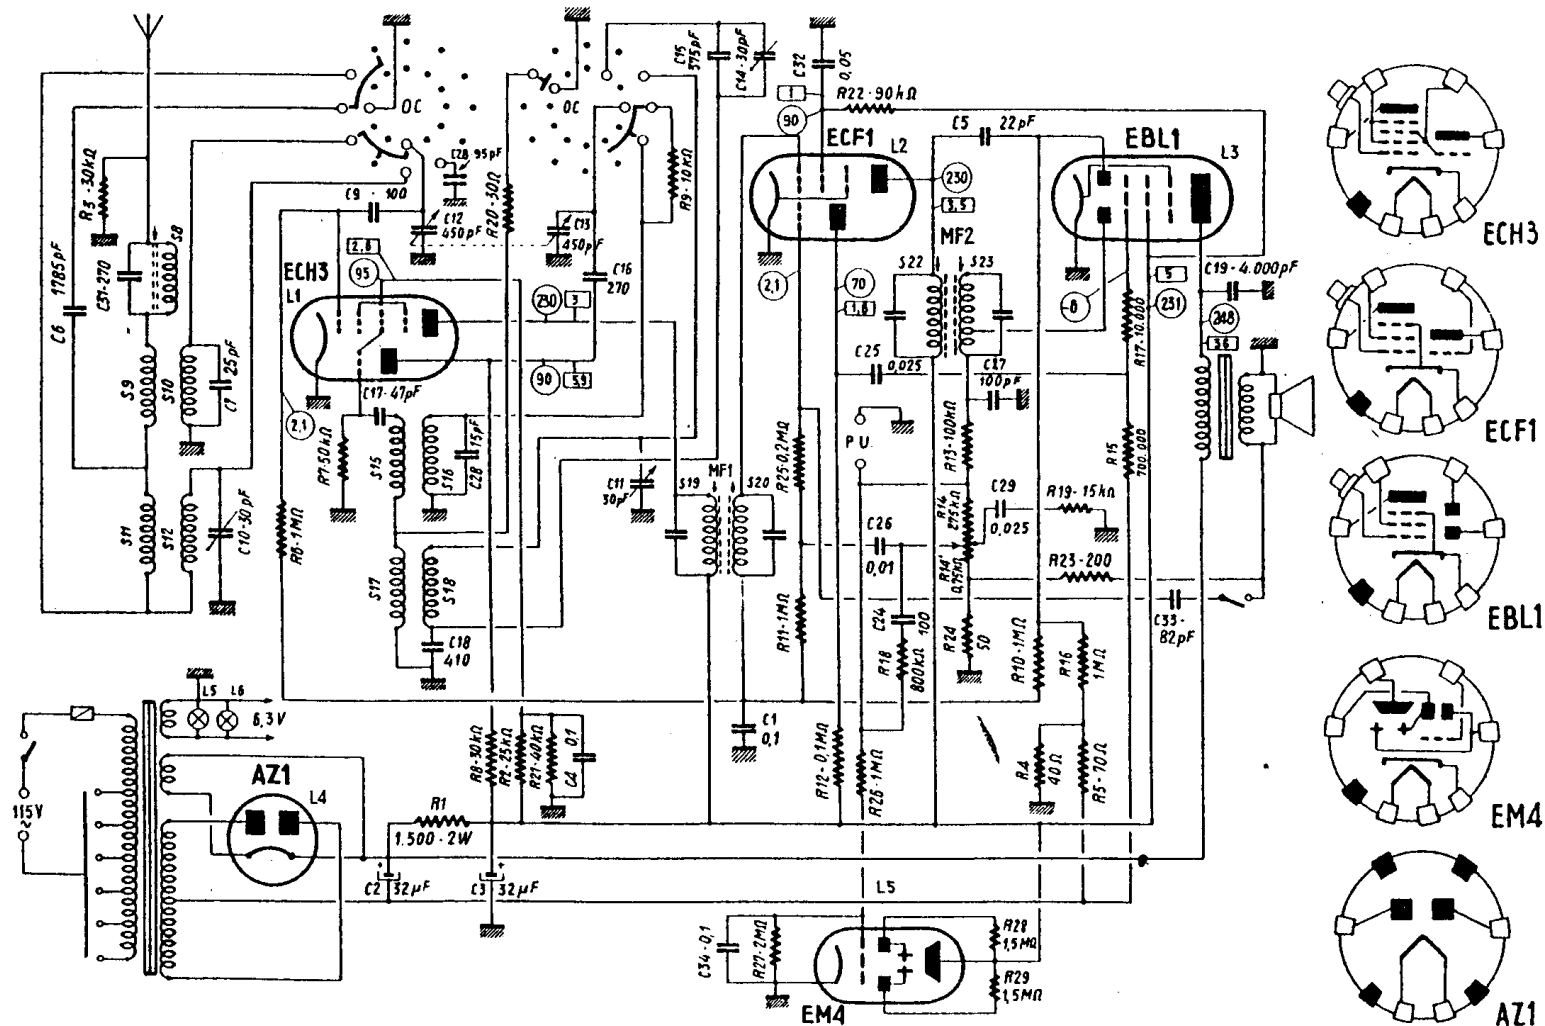 OC
OC
C28 95pF
C15 575pF
C14-30pF
C32 0,05
R22-90kΩ
1
90
C5 22pF
ECF1
L2
EBL1
L3
230
3,5
MF2
S22
S23
R3-30kΩ
C9 - 100
C12 450pF
R20-30Ω
C13 450pF
R9-10kΩ
S8
C31-270
C6 1785pF
2,8
95
ECH3
L1
230
3
C16 270
90
5,9
2,1
70
1,6
8
5
231
C19-4.000pF
248
36
R17-10.000
S9
S10
25pF
C7
C17-47pF
2,1
R7-50kΩ
S15
S16
15pF
C28
C25 0,025
C27 100pF
P.U.
R13-100kΩ
R15 700.000
R25-0,2MΩ
C11 30pF
S19
MF1
S20
C29 0,025
R19-15kΩ
R14 275kΩ
R14'
C26 0,01
R23-200
S11
S12
C10-30pF
R6-1MΩ
S17
S18
C18 410
R11-1MΩ
C24 100
R18 800kΩ
R24 50
R10-1MΩ
R16 1MΩ
C33-82pF
L5
L6
6,3V
AZ1
L4
115V
~
R8-30kΩ
R2-25kΩ
R21-40kΩ
0,1
C4
C1 0,1
R12-0,1MΩ
R26-1MΩ
R4 40Ω
R5-70Ω
R1
1.500-2W
C2 32µF
C3 32µF
L5
C34-0,1
R27-2MΩ
EM4
R28 1,5MΩ
R29 1,5MΩ
ECH3
ECF1
EBL1
EM4
AZ1